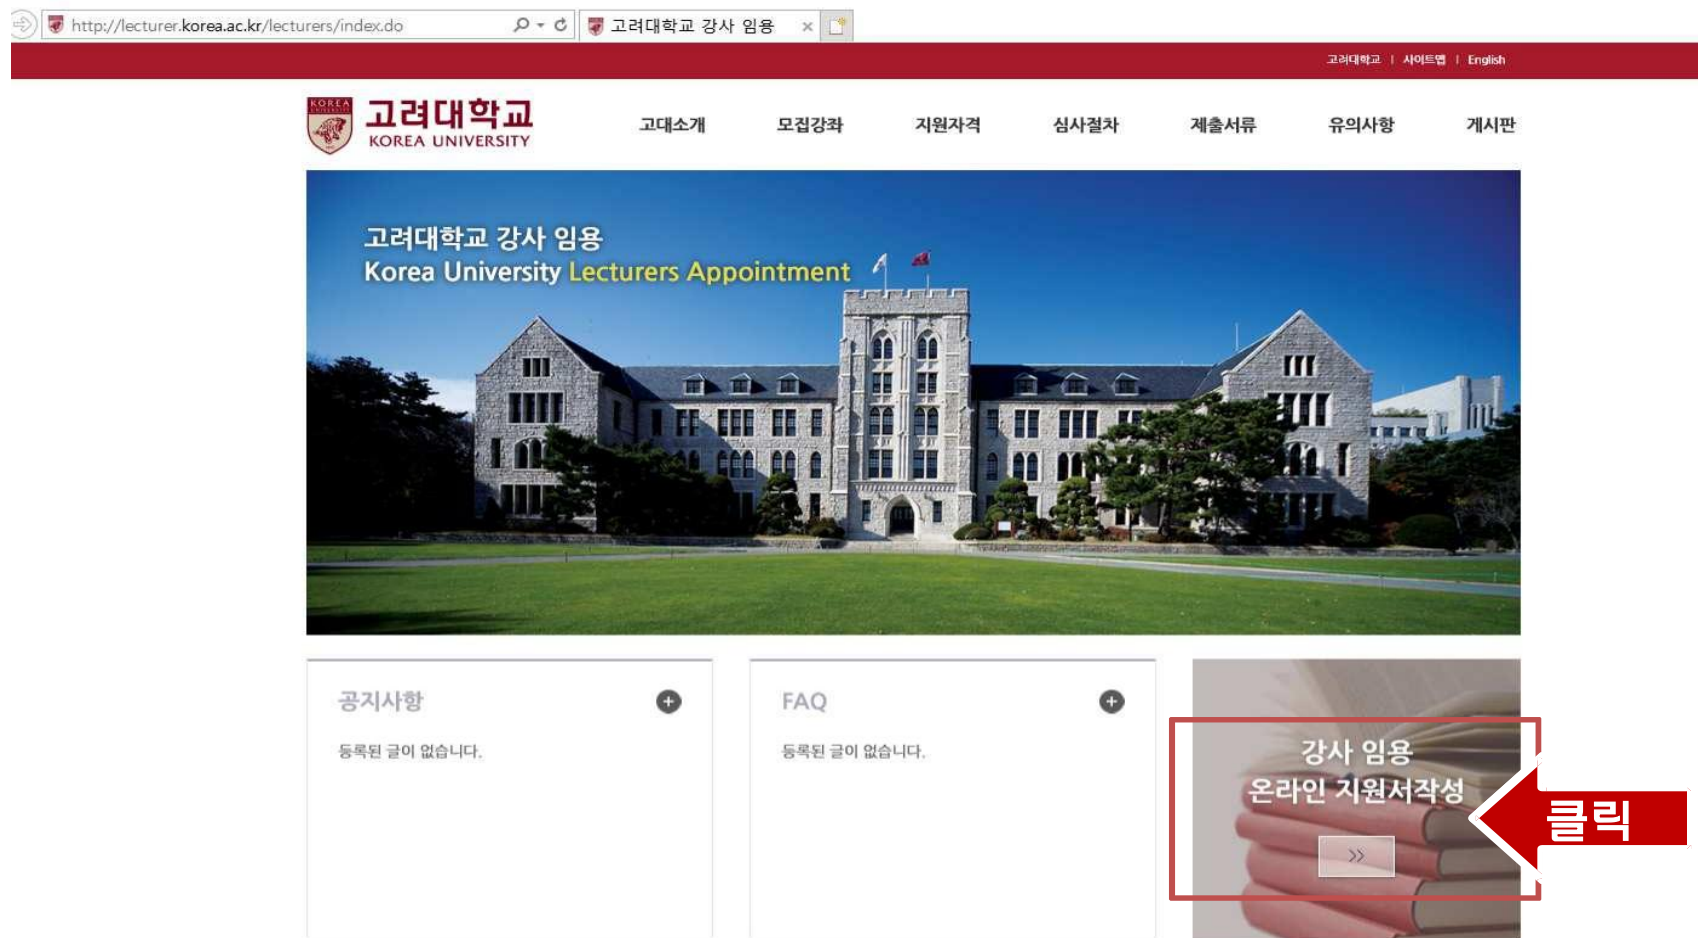 http://lecturer.korea.ac.kr/lecturers/index.do
고려대학교 강사 임용
고려대학교 | 사이트맵 | English
KOREA
고려대학교
KOREA UNIVERSITY
고대소개 모집강좌 지원자격 심사절차 제출서류 유의사항 게시판
고려대학교 강사 임용
Korea University Lecturers Appointment
공지사항
등록된 글이 없습니다.
FAQ
등록된 글이 없습니다.
강사 임용
온라인 지원서작성
>>
클릭